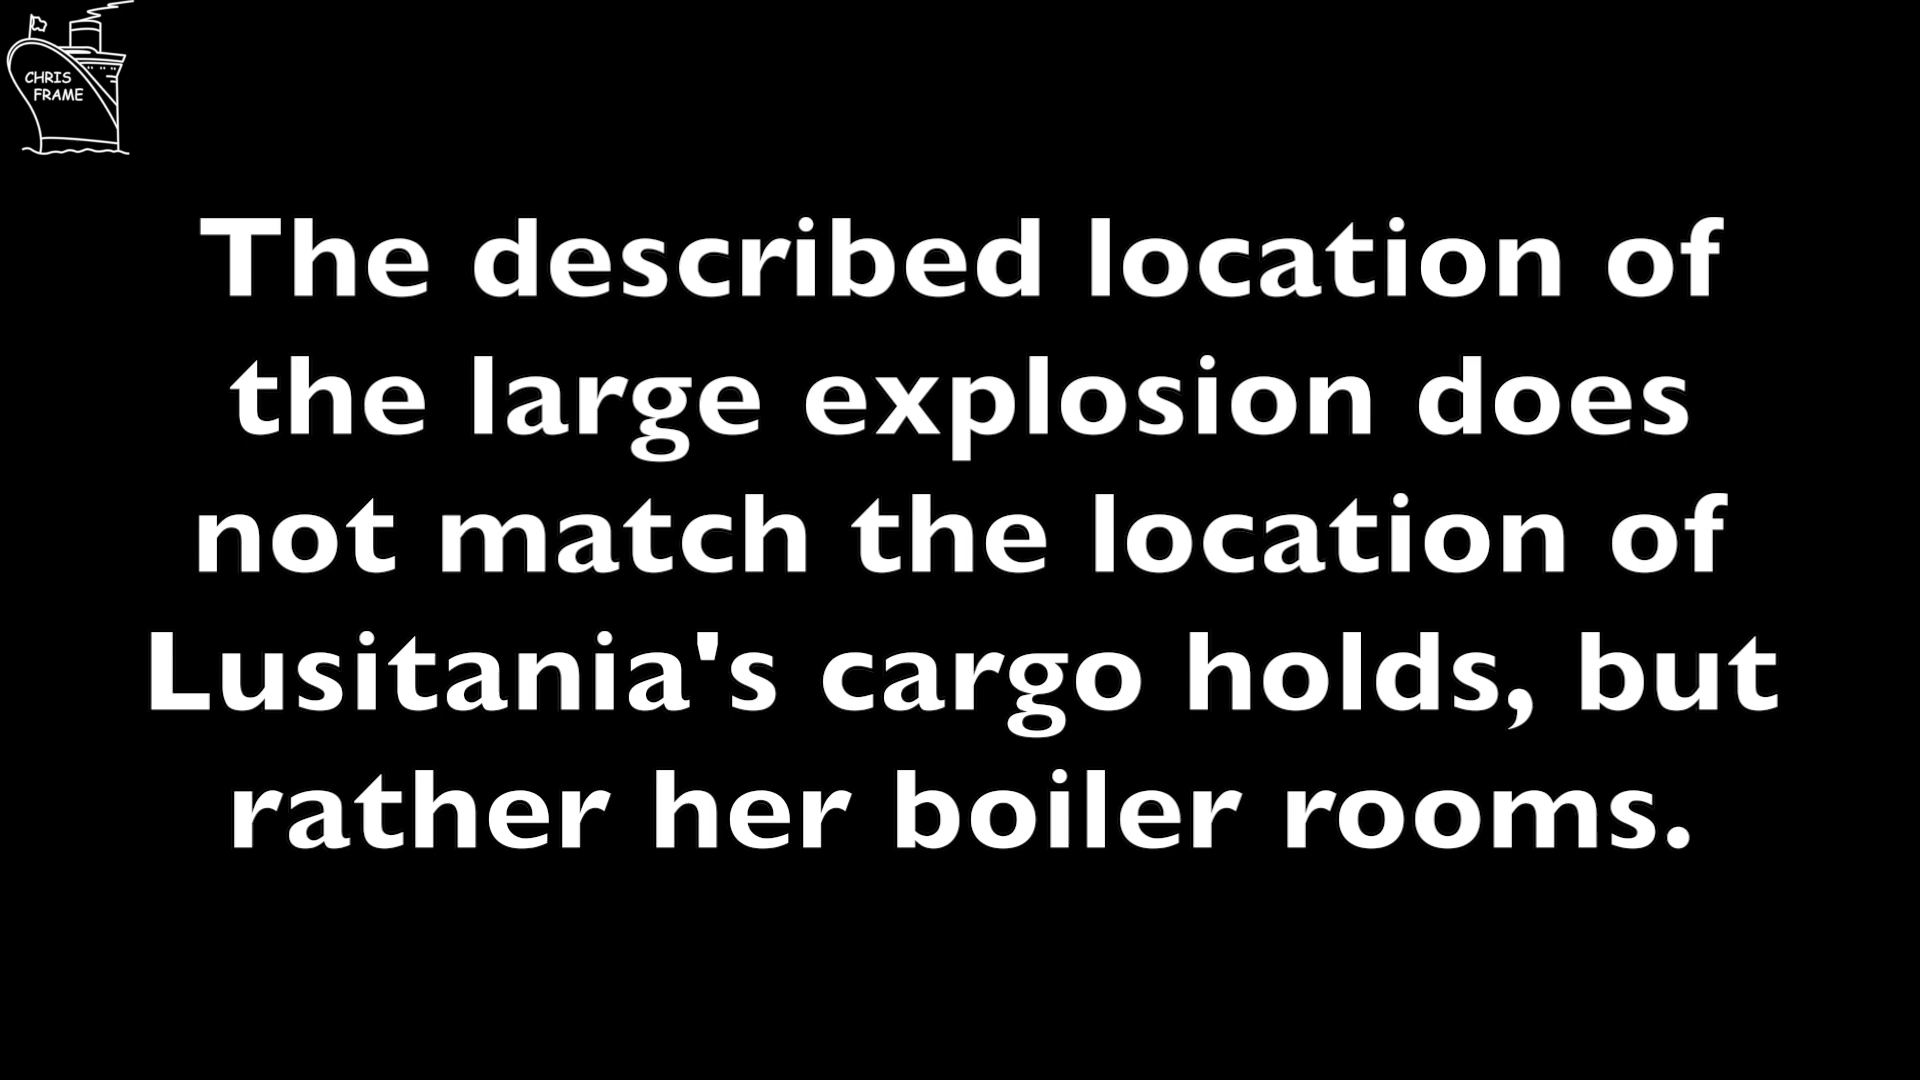 CHRIS
FRAME
The described location of
the large explosion does
not match the location of
Lusitania's cargo holds, but
rather her boiler rooms.